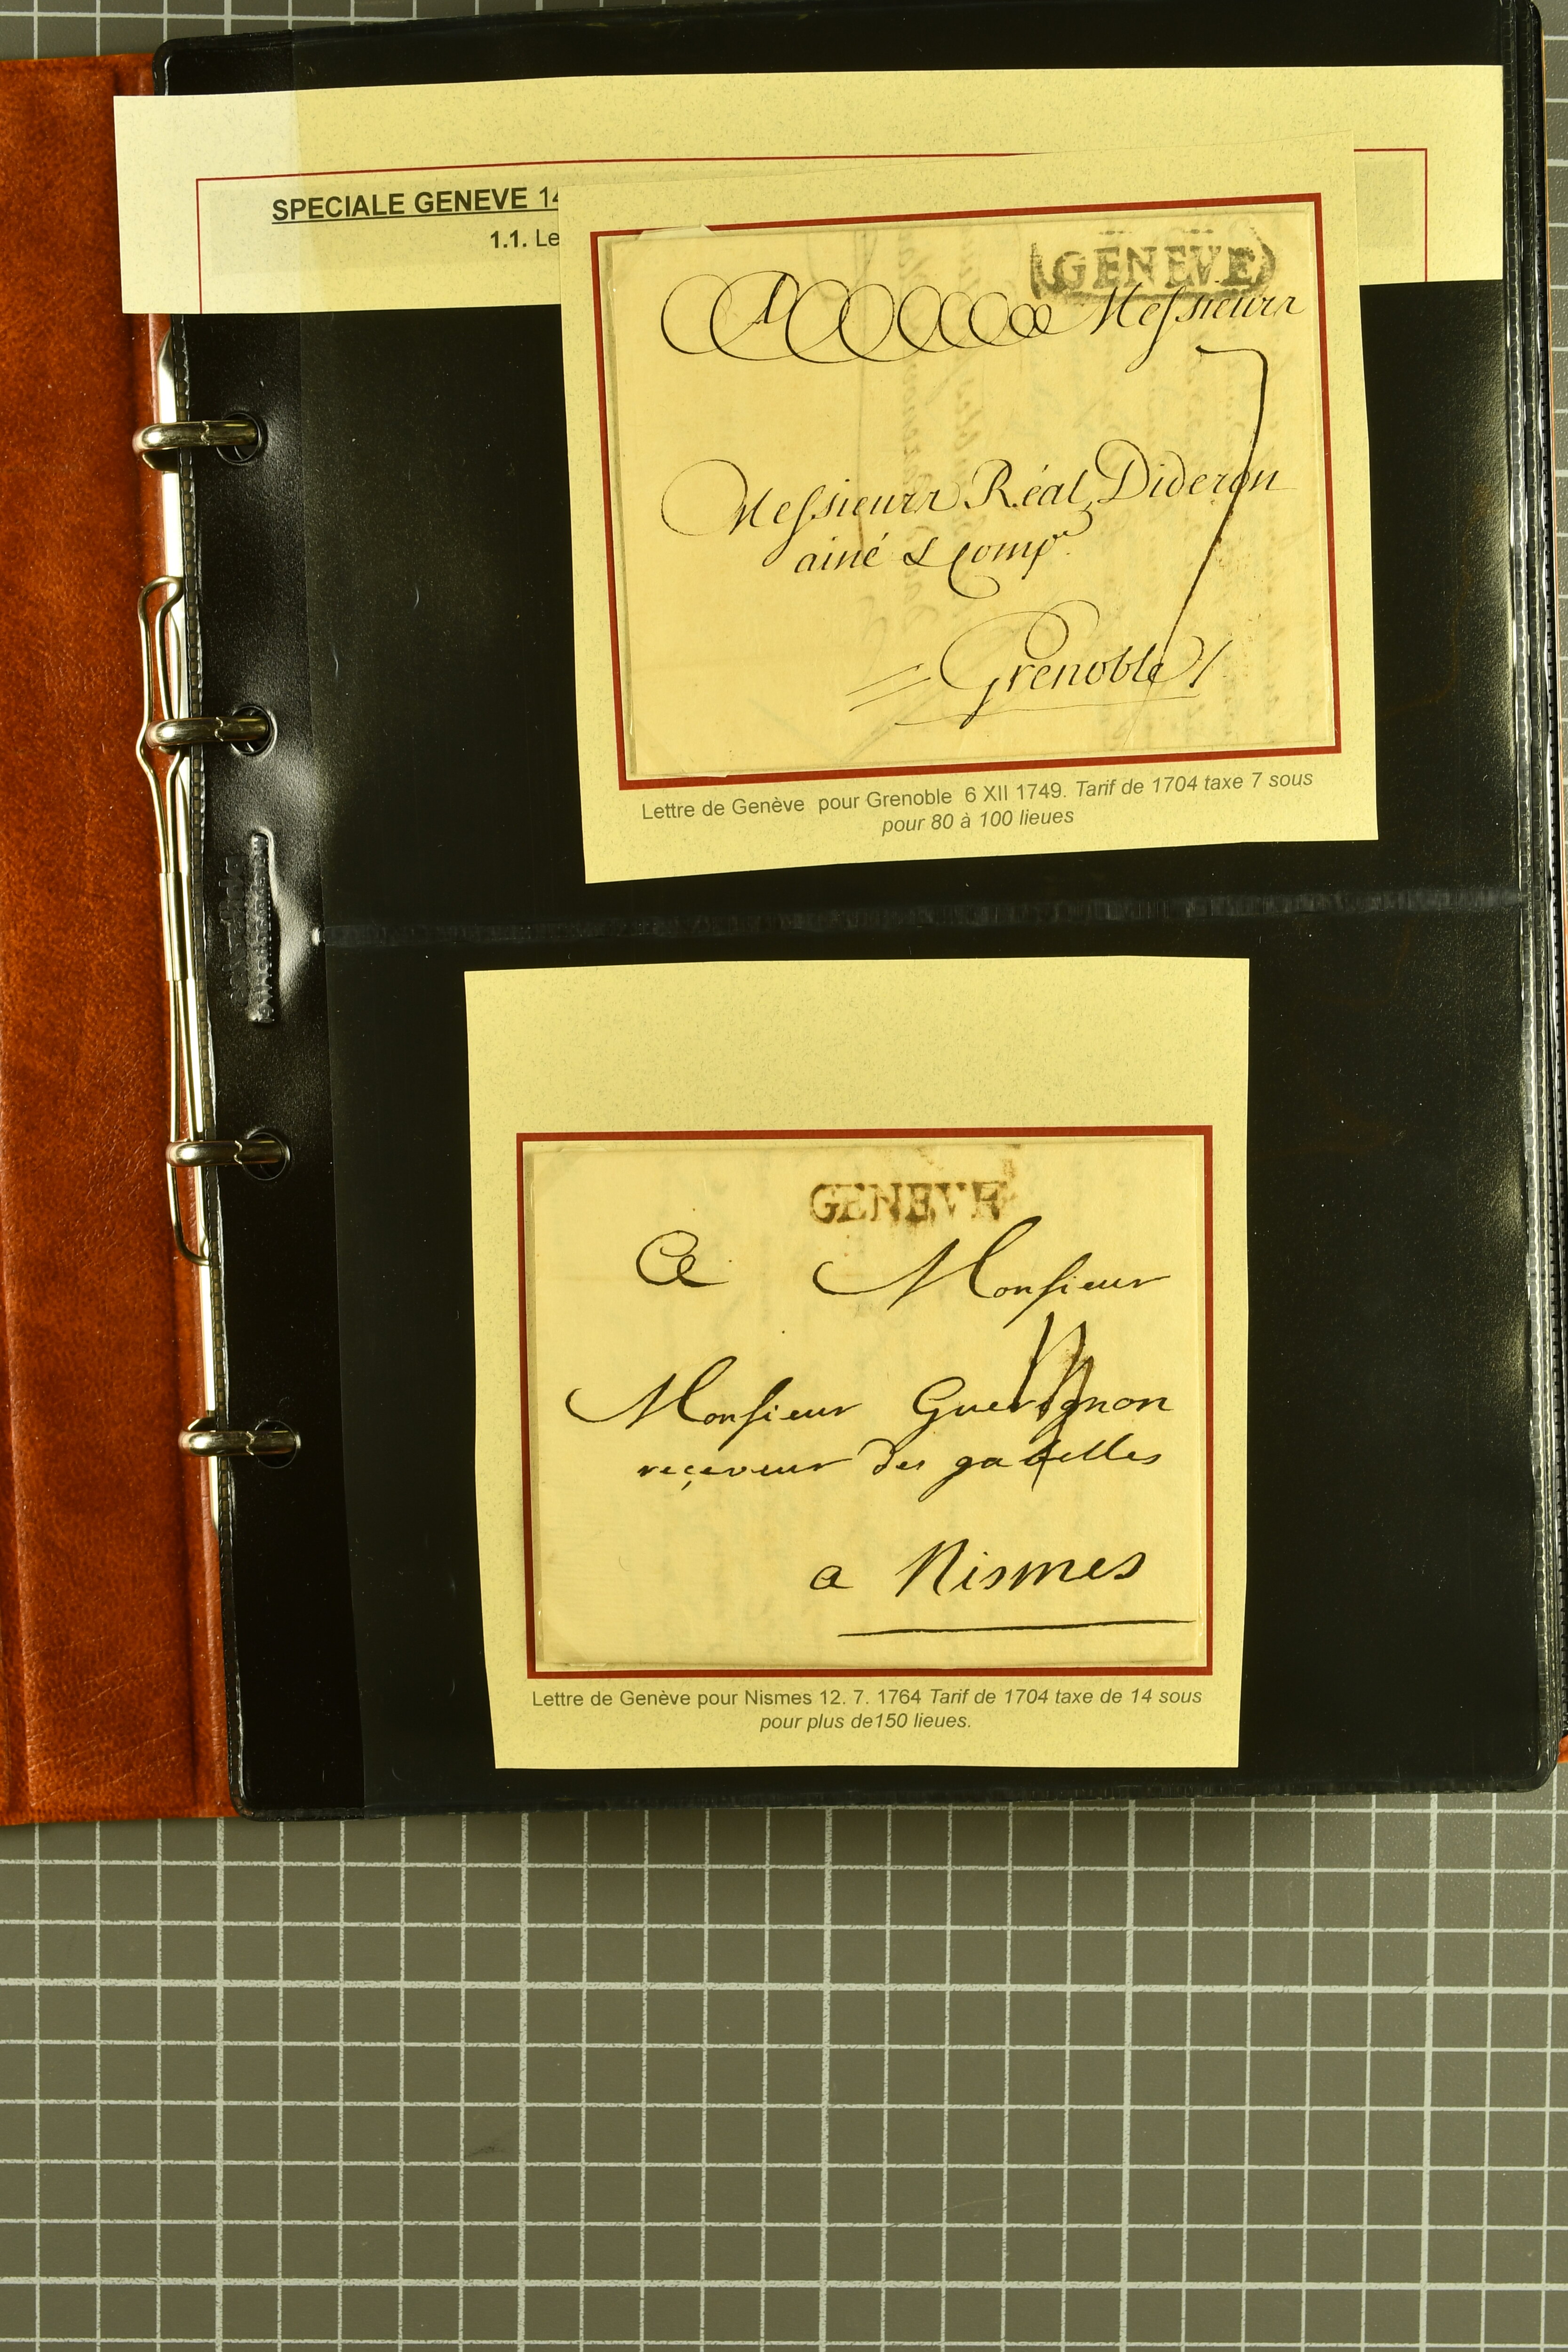 SPECIALE GENEVE 14
1.1. Le
GENEVE
A Messieurs
Messieurs Réal, Dideron
ainé & Comp.e
Grenoble
7
Lettre de Genève pour Grenoble 6 XII 1749. Tarif de 1704 taxe 7 sous
pour 80 à 100 lieues
GENEVE
A Monsieur
Monsieur
receveur des gabelles
a Nismes
Lettre de Genève pour Nismes 12. 7. 1764 Tarif de 1704 taxe de 14 sous
pour plus de150 lieues.